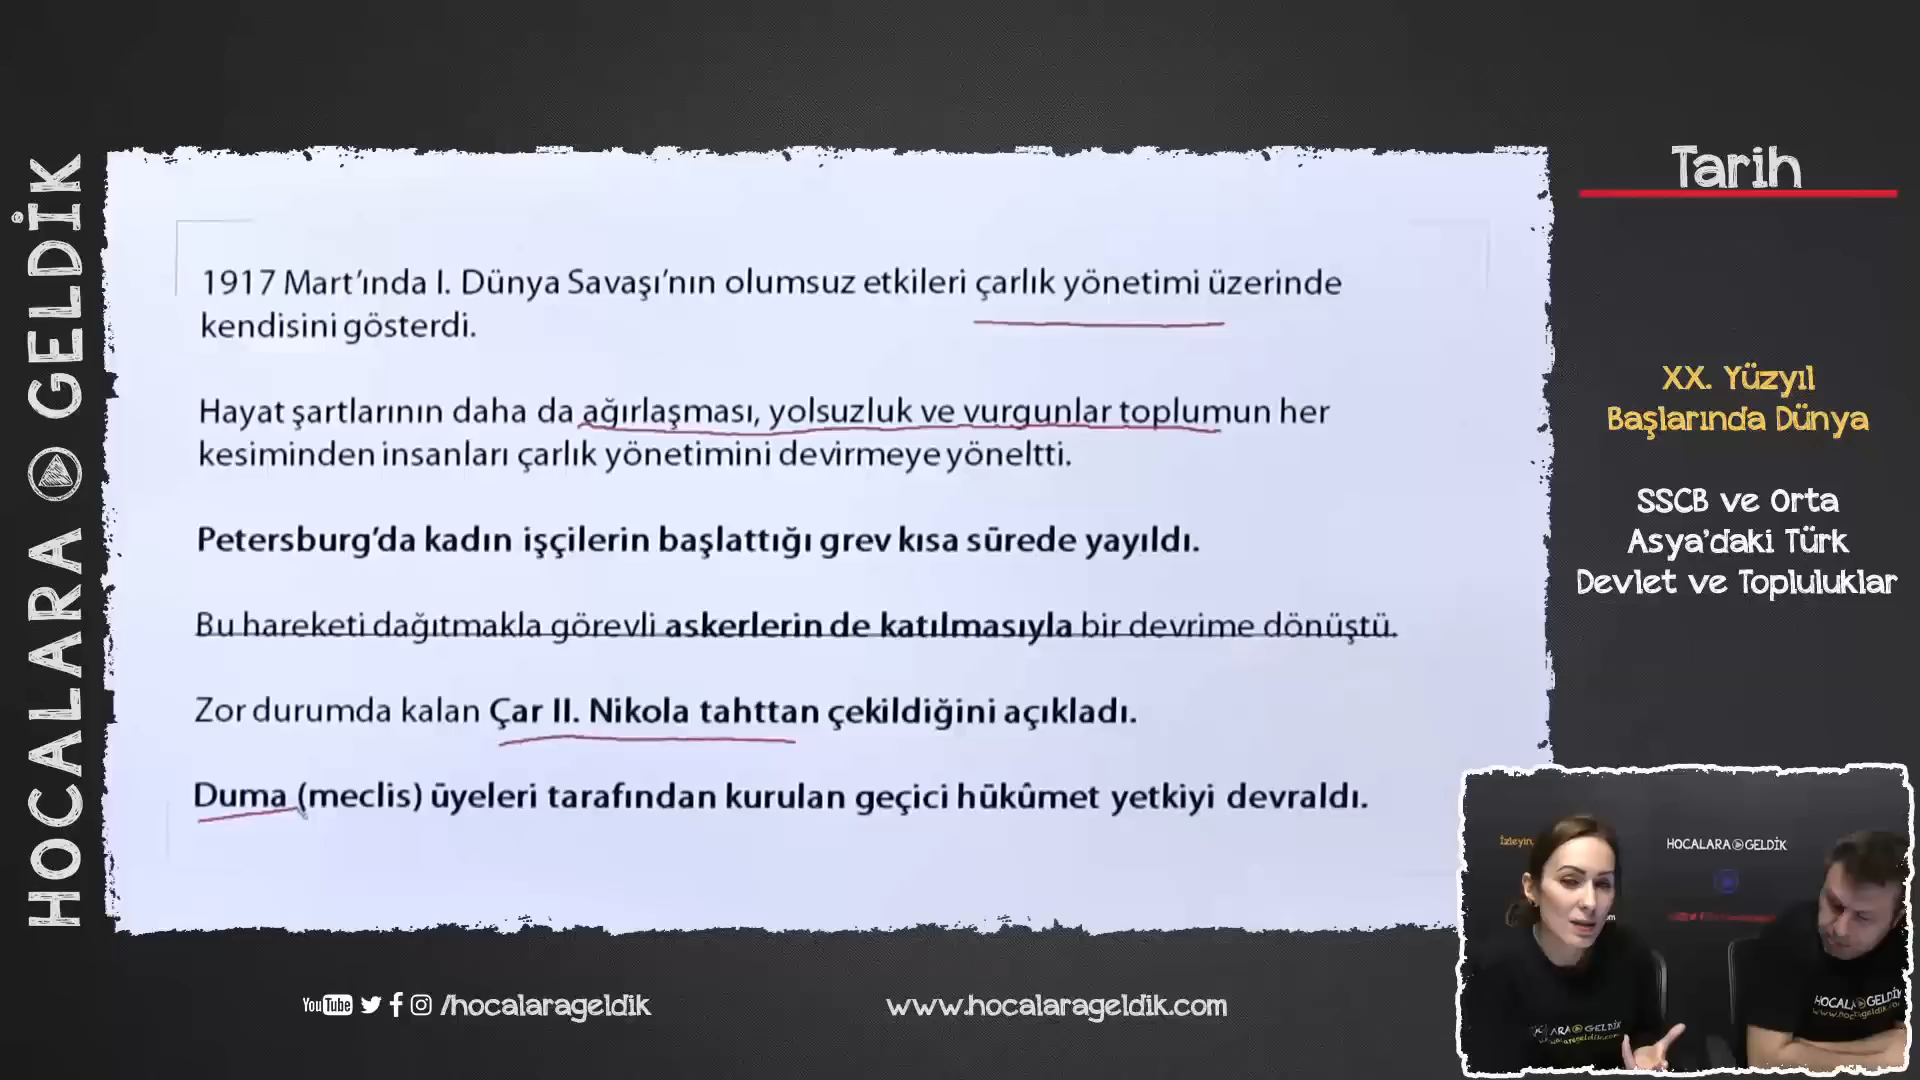 HOCALARA GELDİK
1917 Mart'ında I. Dünya Savaşı'nın olumsuz etkileri çarlık yönetimi üzerinde
kendisini gösterdi.
Hayat şartlarının daha da ağırlaşması, yolsuzluk ve vurgunlar toplumun her
kesiminden insanları çarlık yönetimini devirmeye yöneltti.
Petersburg'da kadın işçilerin başlattığı grev kısa sürede yayıldı.
Bu hareketi dağıtmakla görevli askerlerin de katılmasıyla bir devrime dönüştü.
Zor durumda kalan Çar II. Nikola tahttan çekildiğini açıkladı.
Duma (meclis) üyeleri tarafından kurulan geçici hükûmet yetkiyi devraldı.
Tarih
XX. Yüzyıl
Başlarında Dünya
SSCB ve Orta
Asya'daki Türk
Devlet ve Topluluklar
YouTube /hocalarageldik
www.hocalarageldik.com
İzleyin,
HOCALARA GELDİK
HOCALARA GELDİK